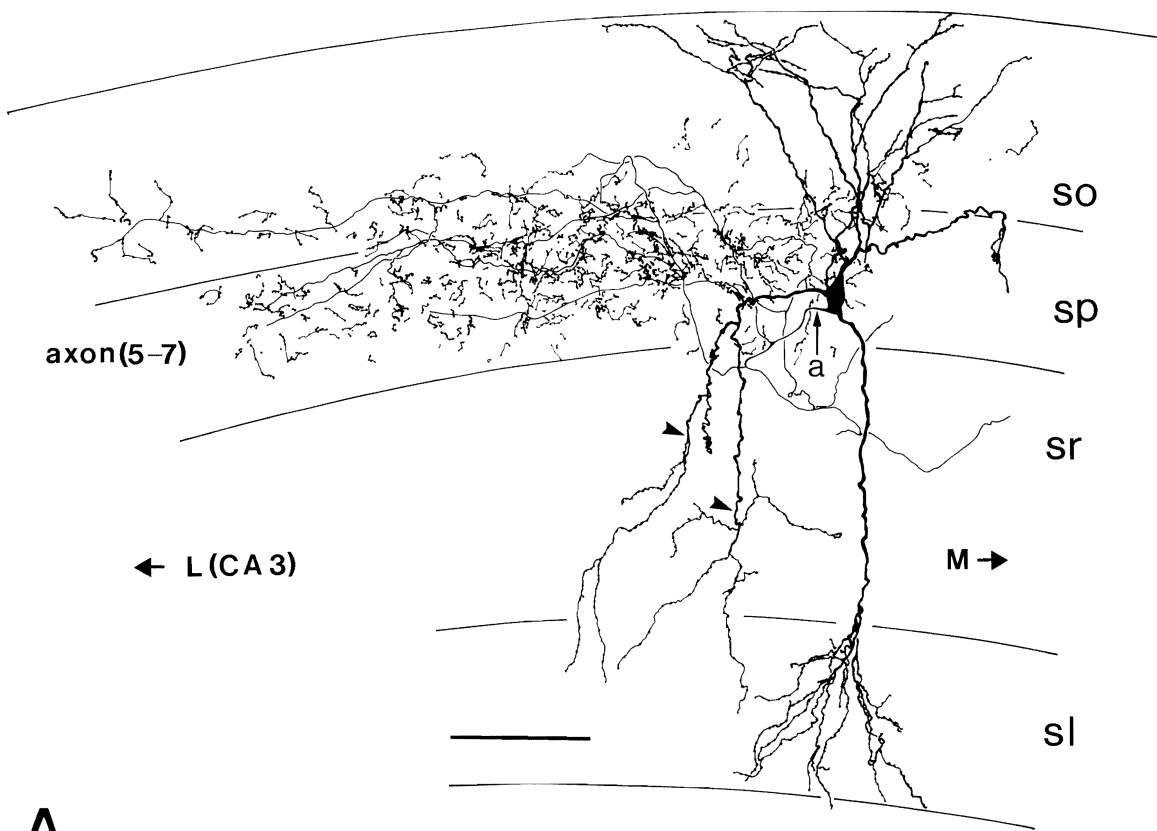 so
sp
axon(5-7)
a
sr
← L(CA3)
M →
sl
A